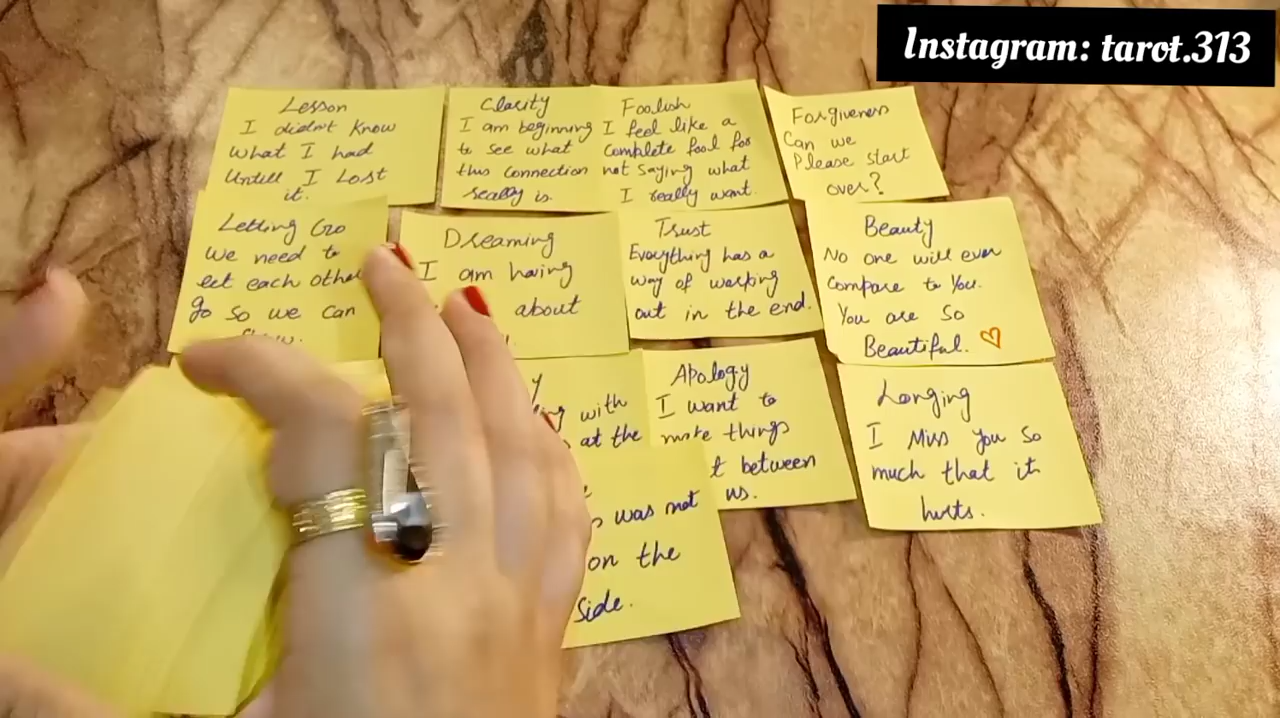 Instagram: tarot.313
Lesson
I didn't know
what I had
Untill I Lost
it.
Clarity
I am beginning
to see what
this connection
really is.
Foolish
I feel like a
Complete fool for
not saying what
I really want.
Forgiveness
Can we
Please start
over?
Letting Go
We need to
each other
go so we can
Dreaming
I am having
about
Trust
Everything has a
way of working
out in the end.
Beauty
No one will ever
Compare to You.
You are so
Beautiful.
with
at the
Apology
I want to
make things
between
us.
Longing
I Miss You so
much that it
hurts.
was not
on the
Side.